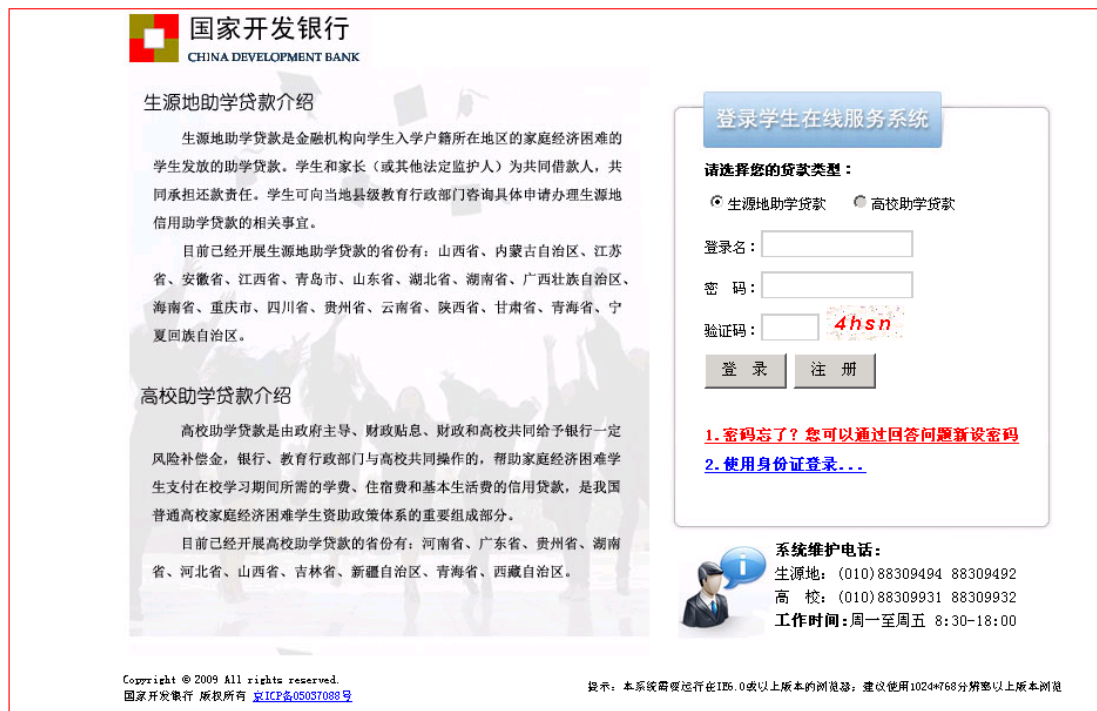 国家开发银行
CHINA DEVELOPMENT BANK
生源地助学贷款介绍
生源地助学贷款是金融机构向学生入学户籍所在地区的家庭经济困难的
学生发放的助学贷款。学生和家长（或其他法定监护人）为共同借款人，共
同承担还款责任。学生可向当地县级教育行政部门咨询具体申请办理生源地
信用助学贷款的相关事宜。
目前已经开展生源地助学贷款的省份有：山西省、内蒙古自治区、江苏
省、安徽省、江西省、青岛市、山东省、湖北省、湖南省、广西壮族自治区、
海南省、重庆市、四川省、贵州省、云南省、陕西省、甘肃省、青海省、宁
夏回族自治区。
高校助学贷款介绍
高校助学贷款是由政府主导、财政贴息、财政和高校共同给予银行一定
风险补偿金，银行、教育行政部门与高校共同操作的，帮助家庭经济困难学
生支付在校学习期间所需的学费、住宿费和基本生活费的信用贷款，是我国
普通高校家庭经济困难学生资助政策体系的重要组成部分。
目前已经开展高校助学贷款的省份有：河南省、广东省、贵州省、湖南
省、河北省、山西省、吉林省、新疆自治区、青海省、西藏自治区。
登录学生在线服务系统
请选择您的贷款类型：
生源地助学贷款 高校助学贷款
登录名：
密 码：
验证码： 4hsn
登 录 注 册
1.密码忘了？您可以通过回答问题新设密码
2.使用身份证登录...
系统维护电话：
生源地：(010)88309494 88309492
高 校：(010)88309931 88309932
工作时间：周一至周五 8:30-18:00
Copyright © 2009 All rights reserved.
国家开发银行 版权所有 京ICP备05037088号
提示：本系统需要运行在IE6.0或以上版本的浏览器；建议使用1024*768分辨率以上版本浏览